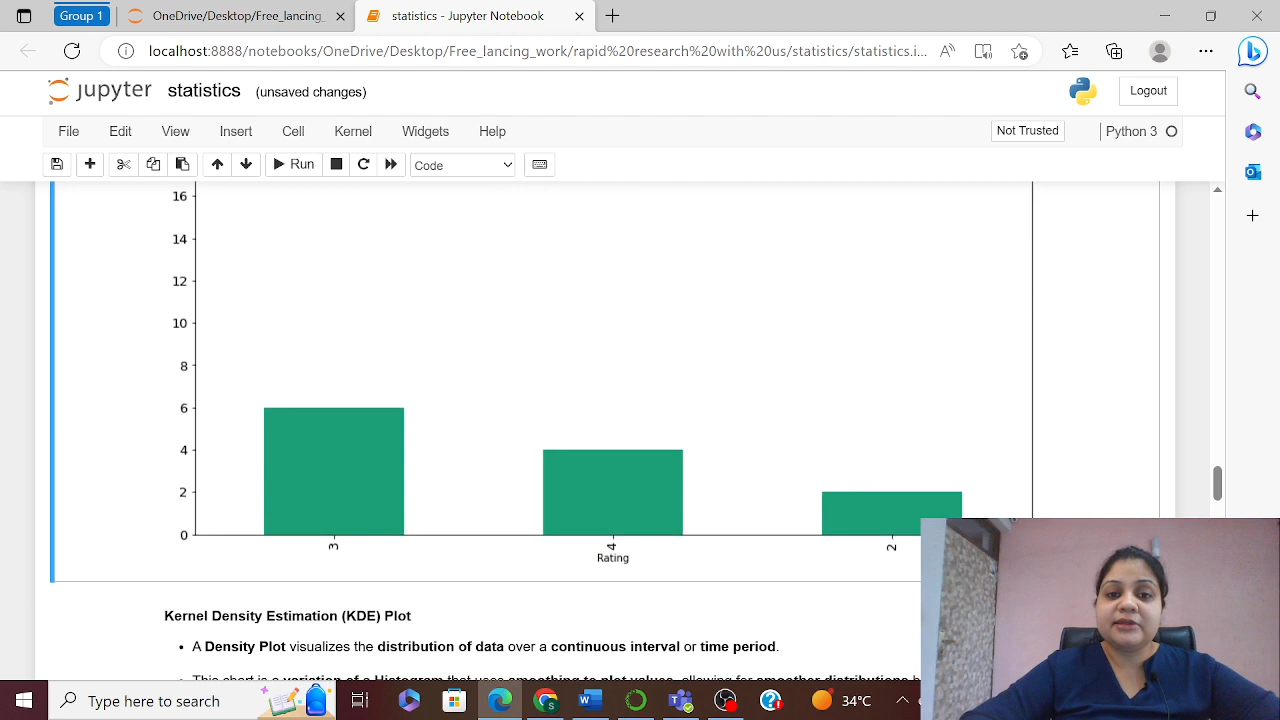 Group 1
OneDrive/Desktop/Free_lancing_
statistics - Jupyter Notebook
localhost:8888/notebooks/OneDrive/Desktop/Free_lancing_work/rapid%20research%20with%20us/statistics/statistics.i...
jupyter statistics (unsaved changes)
Logout
File Edit View Insert Cell Kernel Widgets Help
Not Trusted
Python 3
Run
Code
16
14
12
10
8
6
4
2
0
3 4 2
Rating
Kernel Density Estimation (KDE) Plot
• A Density Plot visualizes the distribution of data over a continuous interval or time period.
• This chart is a variation of a Histogram that uses smoothing to plot values, allowing for smoother distributions
Type here to search
34°C